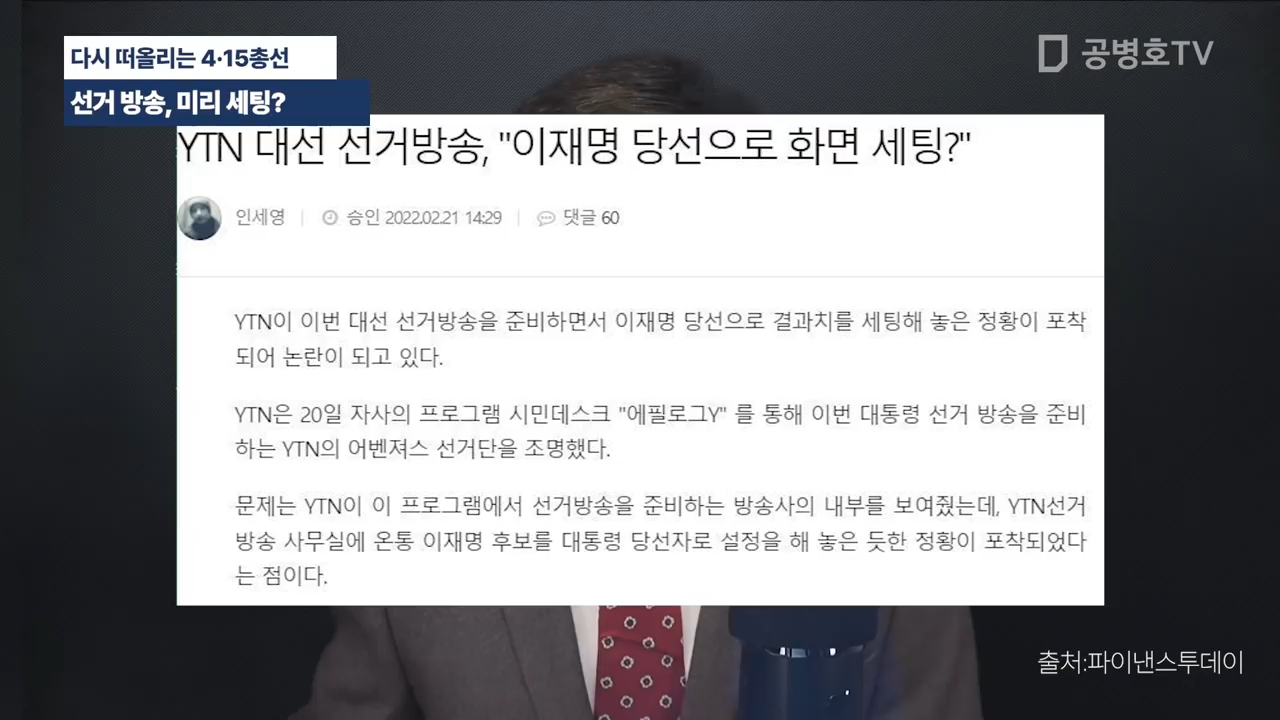 다시 떠올리는 4·15총선
선거 방송, 미리 세팅?
공병호TV
YTN 대선 선거방송, "이재명 당선으로 화면 세팅?"
인세영 | 승인 2022.02.21 14:29 | 댓글 60
YTN이 이번 대선 선거방송을 준비하면서 이재명 당선으로 결과치를 세팅해 놓은 정황이 포착
되어 논란이 되고 있다.
YTN은 20일 자사의 프로그램 시민데스크 "에필로그Y" 를 통해 이번 대통령 선거 방송을 준비
하는 YTN의 어벤져스 선거단을 조명했다.
문제는 YTN이 이 프로그램에서 선거방송을 준비하는 방송사의 내부를 보여줬는데, YTN선거
방송 사무실에 온통 이재명 후보를 대통령 당선자로 설정을 해 놓은 듯한 정황이 포착되었다
는 점이다.
출처:파이낸스투데이